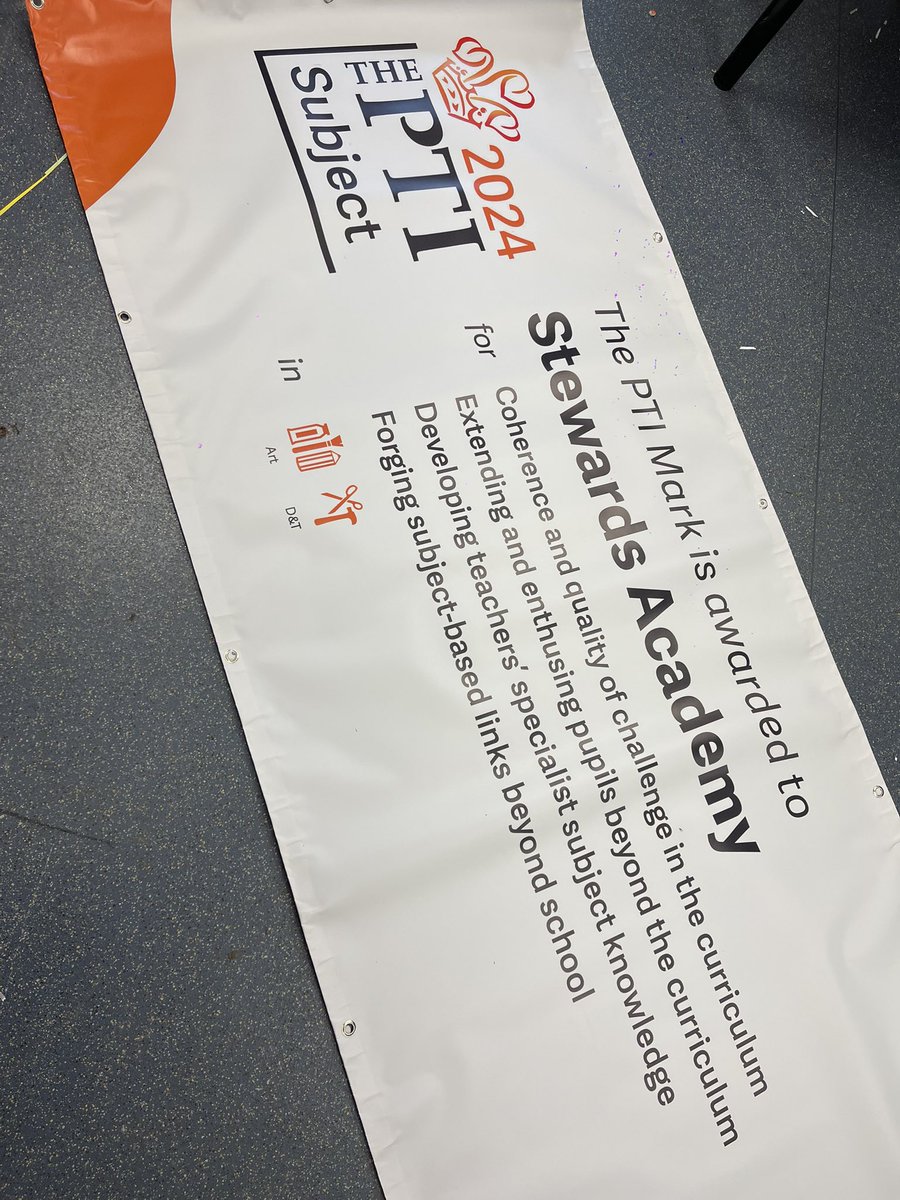 2024
THE PTI
Subject
The PTI Mark is awarded to
Stewards Academy
for Coherence and quality of challenge in the curriculum
Extending and enthusing pupils beyond the curriculum
Developing teachers' specialist subject knowledge
Forging subject-based links beyond school
in
Art D&T